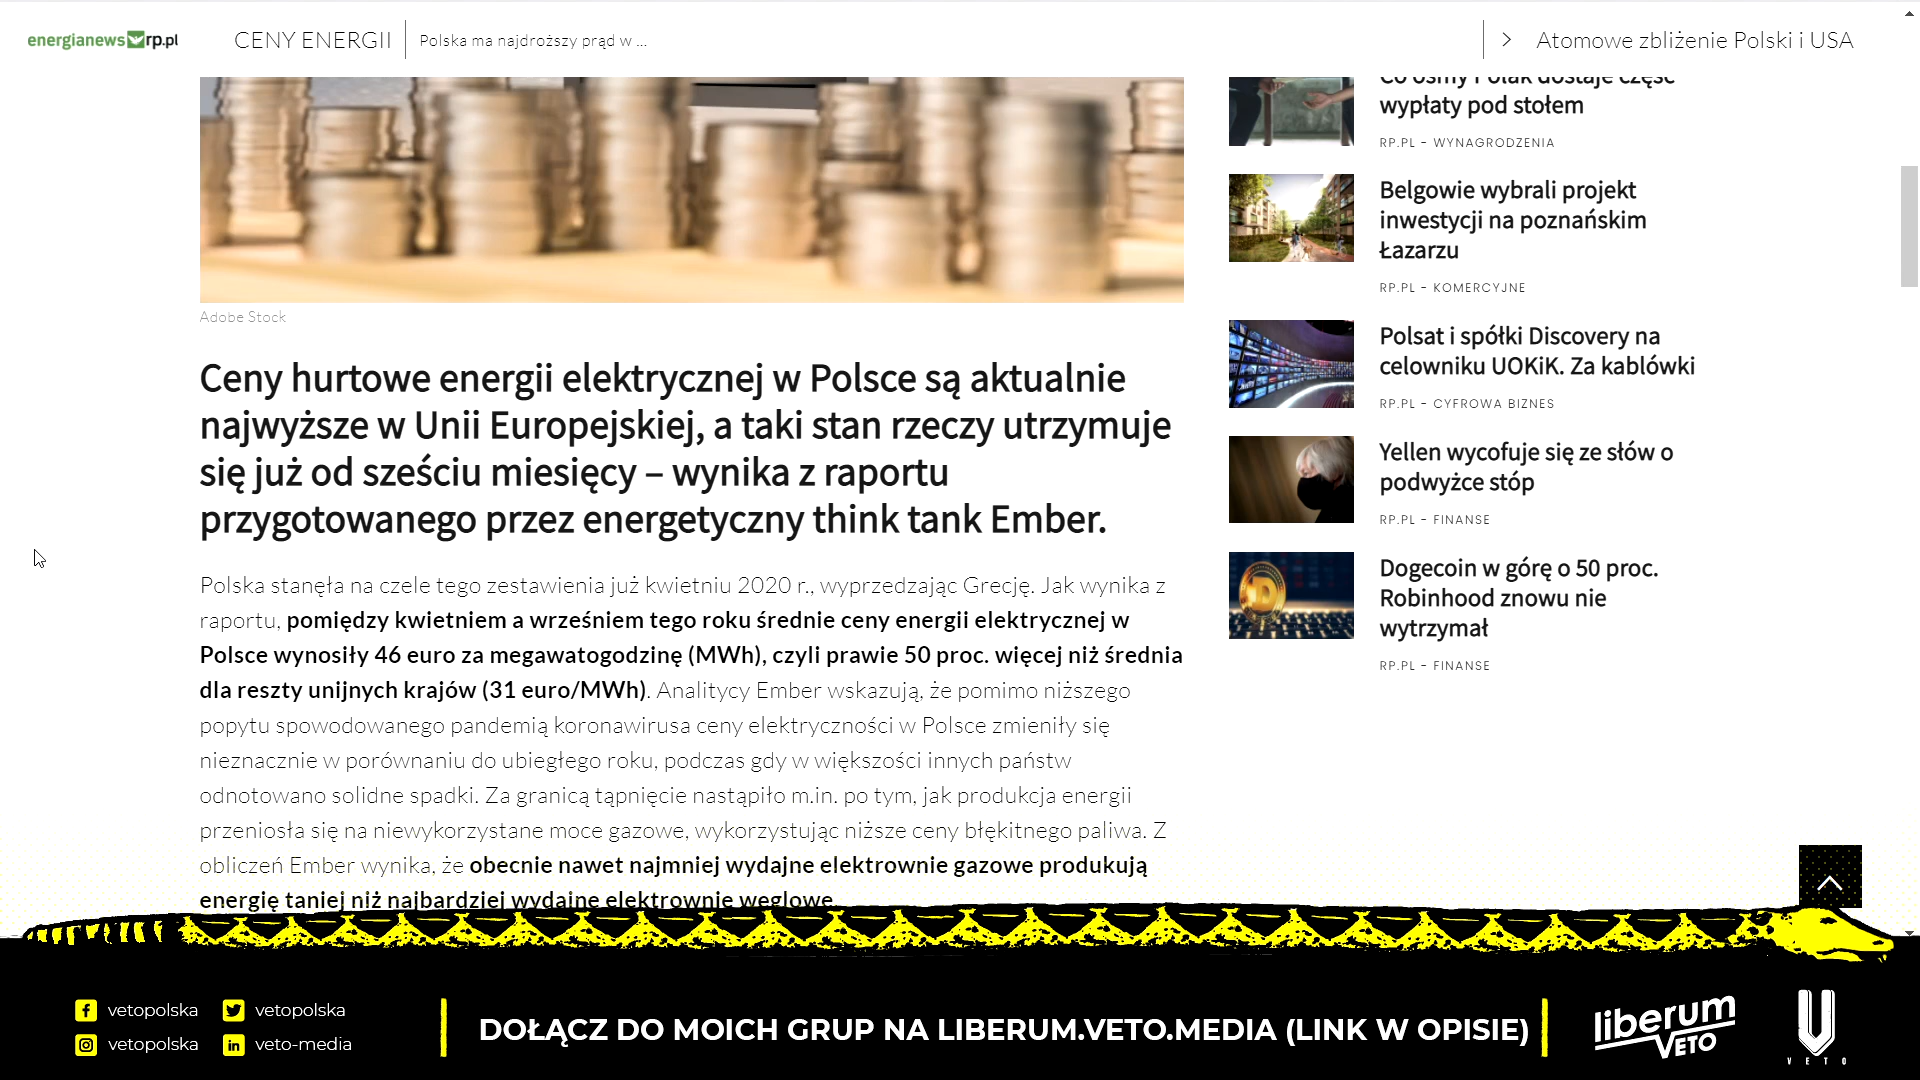 energianews rp.pl
CENY ENERGII
Polska ma najdroższy prąd w ...
Atomowe zbliżenie Polski i USA
Adobe Stock
Ceny hurtowe energii elektrycznej w Polsce są aktualnie
najwyższe w Unii Europejskiej, a taki stan rzeczy utrzymuje
się już od sześciu miesięcy – wynika z raportu
przygotowanego przez energetyczny think tank Ember.
Polska stanęła na czele tego zestawienia już kwietniu 2020 r., wyprzedzając Grecję. Jak wynika z
raportu, pomiędzy kwietniem a wrześniem tego roku średnie ceny energii elektrycznej w
Polsce wynosiły 46 euro za megawatogodzinę (MWh), czyli prawie 50 proc. więcej niż średnia
dla reszty unijnych krajów (31 euro/MWh). Analitycy Ember wskazują, że pomimo niższego
popytu spowodowanego pandemią koronawirusa ceny elektryczności w Polsce zmieniły się
nieznacznie w porównaniu do ubiegłego roku, podczas gdy w większości innych państw
odnotowano solidne spadki. Za granicą tąpnięcie nastąpiło m.in. po tym, jak produkcja energii
przeniosła się na niewykorzystane moce gazowe, wykorzystując niższe ceny błękitnego paliwa. Z
obliczeń Ember wynika, że obecnie nawet najmniej wydajne elektrownie gazowe produkują
energię taniej niż najbardziej wydajne elektrownie węglowe.
Co ósmy Polak dostaje część
wypłaty pod stołem
RP.PL – WYNAGRODZENIA
Belgowie wybrali projekt
inwestycji na poznańskim
Łazarzu
RP.PL – KOMERCYJNE
Polsat i spółki Discovery na
celowniku UOKiK. Za kablówki
RP.PL – CYFROWA BIZNES
Yellen wycofuje się ze słów o
podwyżce stóp
RP.PL – FINANSE
Dogecoin w górę o 50 proc.
Robinhood znowu nie
wytrzymał
RP.PL – FINANSE
vetopolska
vetopolska
vetopolska
veto-media
DOŁĄCZ DO MOICH GRUP NA LIBERUM.VETO.MEDIA (LINK W OPISIE)
liberum
VETO
VETO